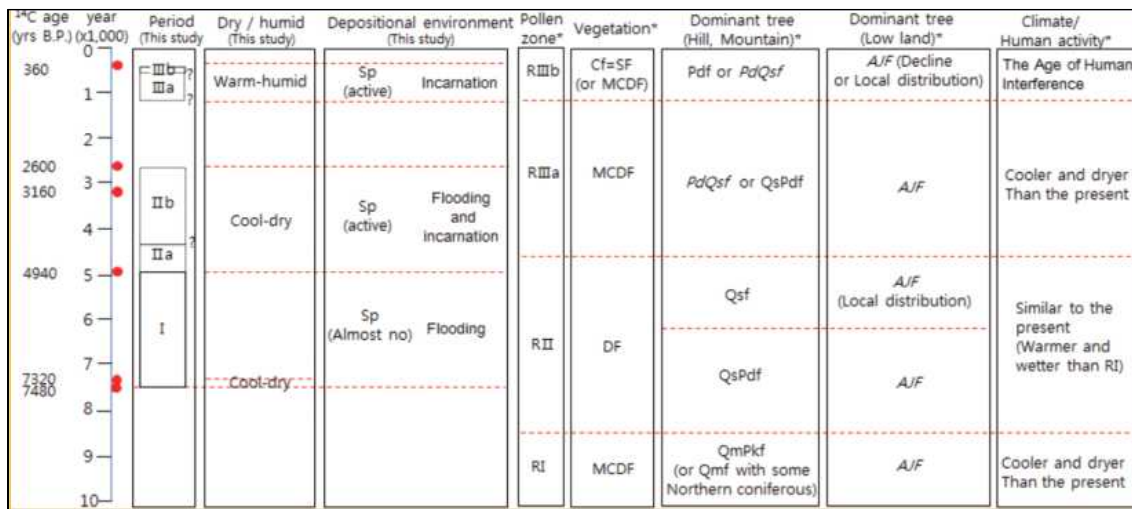 ¹⁴C age
(yrs B.P.)
year
(x1,000)
Period
(This study)
Dry / humid
(This study)
Depositional environment
(This study)
Pollen
zone*
Vegetation*
Dominant tree
(Hill, Mountain)*
Dominant tree
(Low land)*
Climate/
Human activity*
0
360
1
2
2600
3
3160
4
4940
5
6
7
7320
7480
8
9
10
Ⅲb
?
Ⅲa
?
Ⅱb
?
Ⅱa
I
Warm-humid
Cool-dry
Cool-dry
Sp
(active)
Incarnation
Sp
(active)
Flooding
and
incarnation
Sp
(Almost no)
Flooding
RⅢb
RⅢa
RⅡ
RI
Cf=SF
(or MCDF)
MCDF
DF
MCDF
Pdf or PdQsf
PdQsf or QsPdf
Qsf
QsPdf
QmPkf
(or Qmf with some
Northern coniferous)
AJF (Decline
or Local distribution)
AJF
AJF
(Local distribution)
AJF
AJF
The Age of Human
Interference
Cooler and dryer
Than the present
Similar to the
present
(Warmer and
wetter than RI)
Cooler and dryer
Than the present